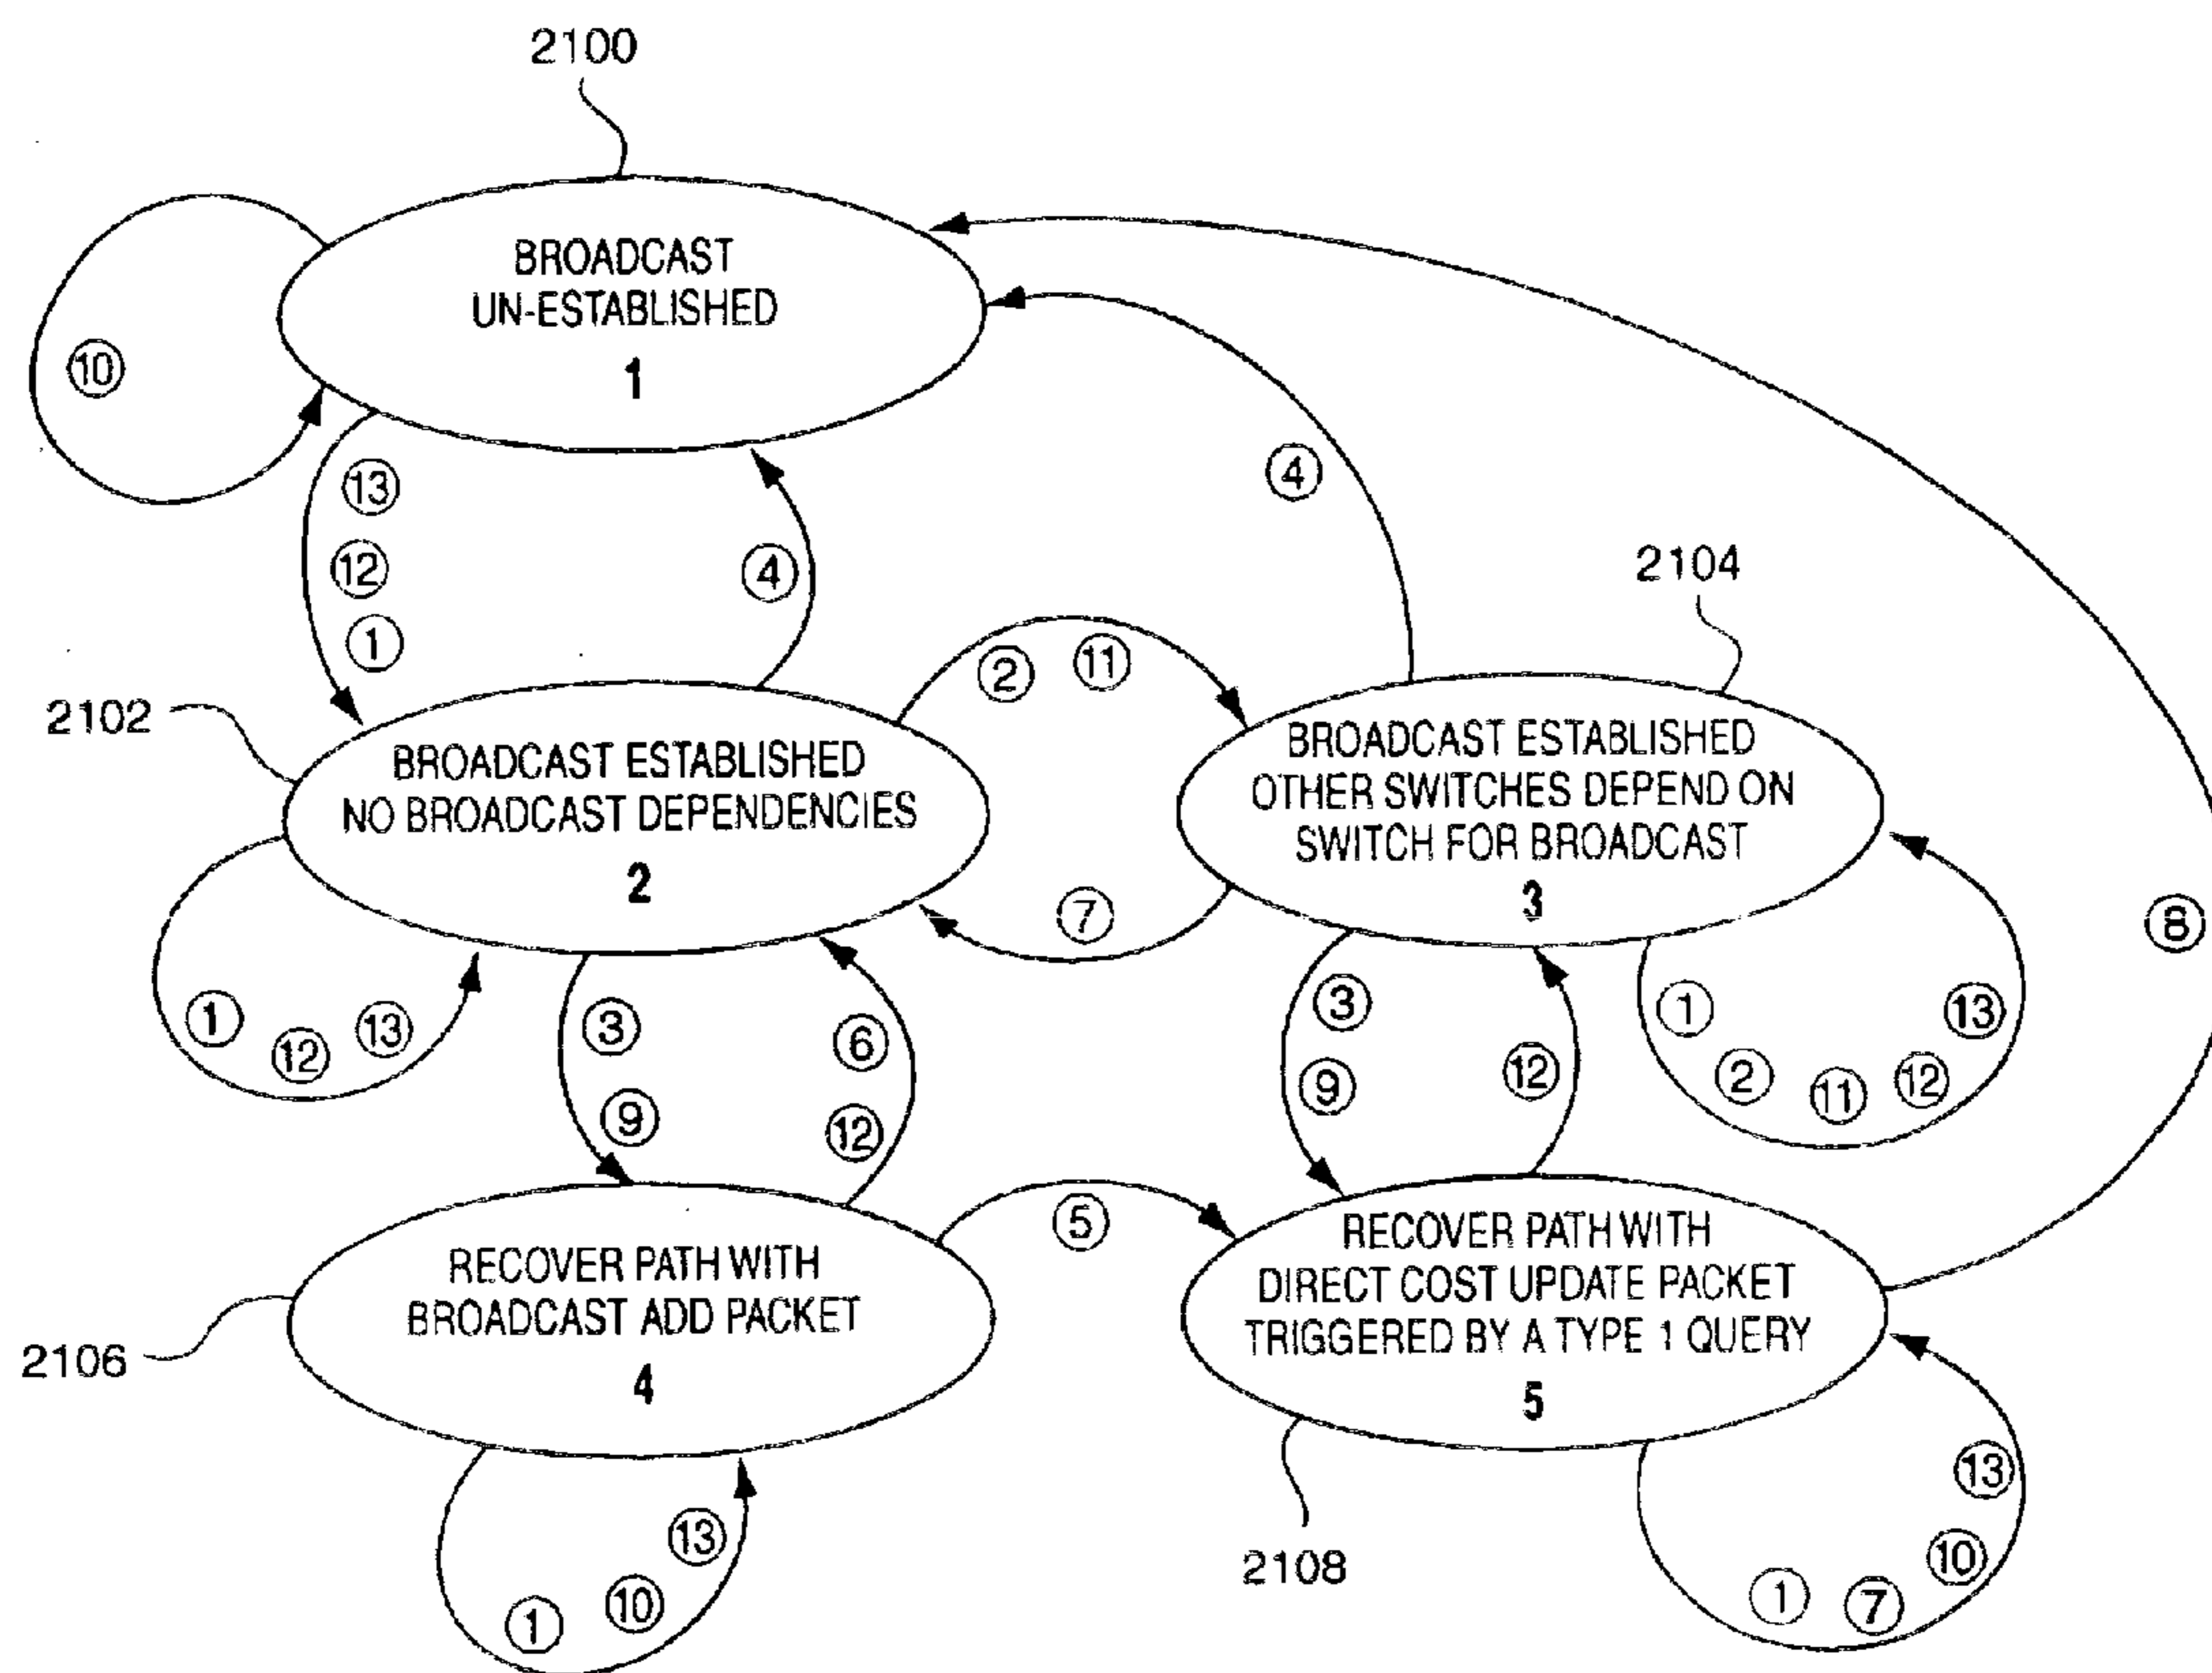 2100
BROADCAST
UN-ESTABLISHED
1
10
13
12
1
4
4
8
2104
2 11
2102
BROADCAST ESTABLISHED
NO BROADCAST DEPENDENCIES
2
BROADCAST ESTABLISHED
OTHER SWITCHES DEPEND ON
SWITCH FOR BROADCAST
3
7
1 12 13
3
9
6
12
3
9
12
1 2 11 12 13
2106
RECOVER PATH WITH
BROADCAST ADD PACKET
4
5
RECOVER PATH WITH
DIRECT COST UPDATE PACKET
TRIGGERED BY A TYPE 1 QUERY
5
2108
1 10 13
1 7 10 13